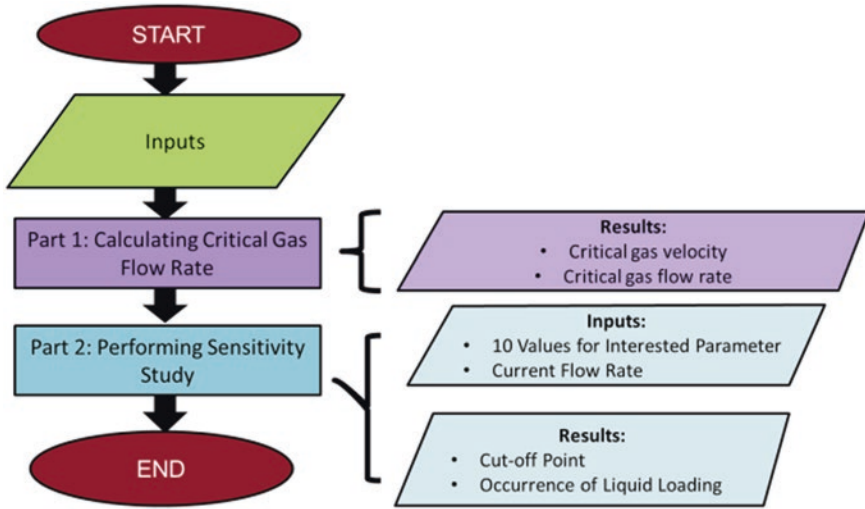 START
Inputs
Part 1: Calculating Critical Gas
Flow Rate
Results:
• Critical gas velocity
• Critical gas flow rate
Part 2: Performing Sensitivity
Study
Inputs:
• 10 Values for Interested Parameter
• Current Flow Rate
Results:
• Cut-off Point
• Occurrence of Liquid Loading
END